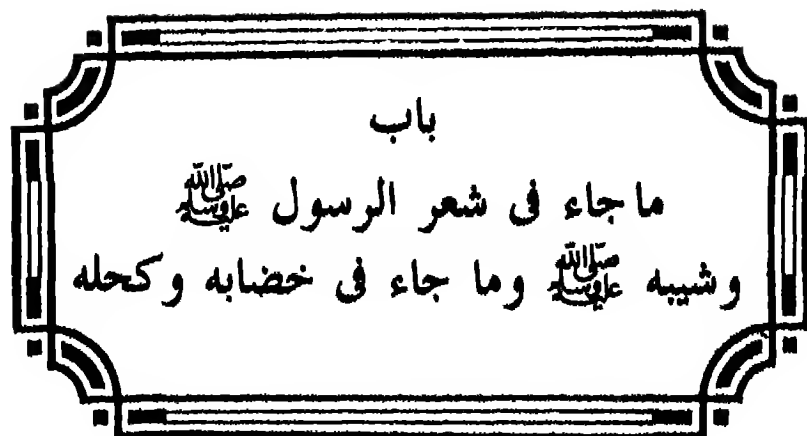 باب
ما جاء فى شعر الرسول ﷺ
وشيبه ﷺ وما جاء فى خضابه وكحله